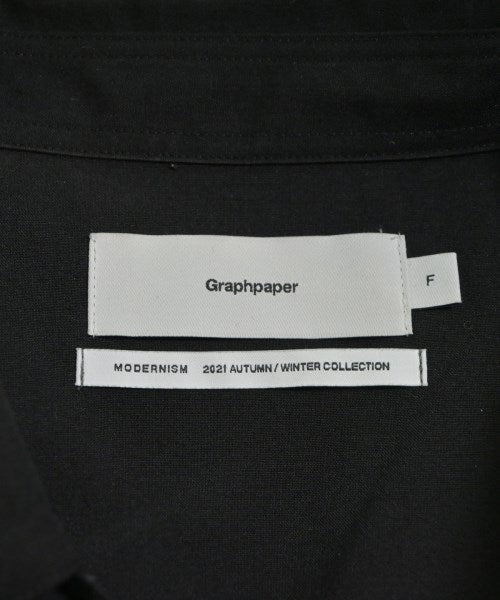 Graphpaper
F
MODERNISM 2021 AUTUMN / WINTER COLLECTION